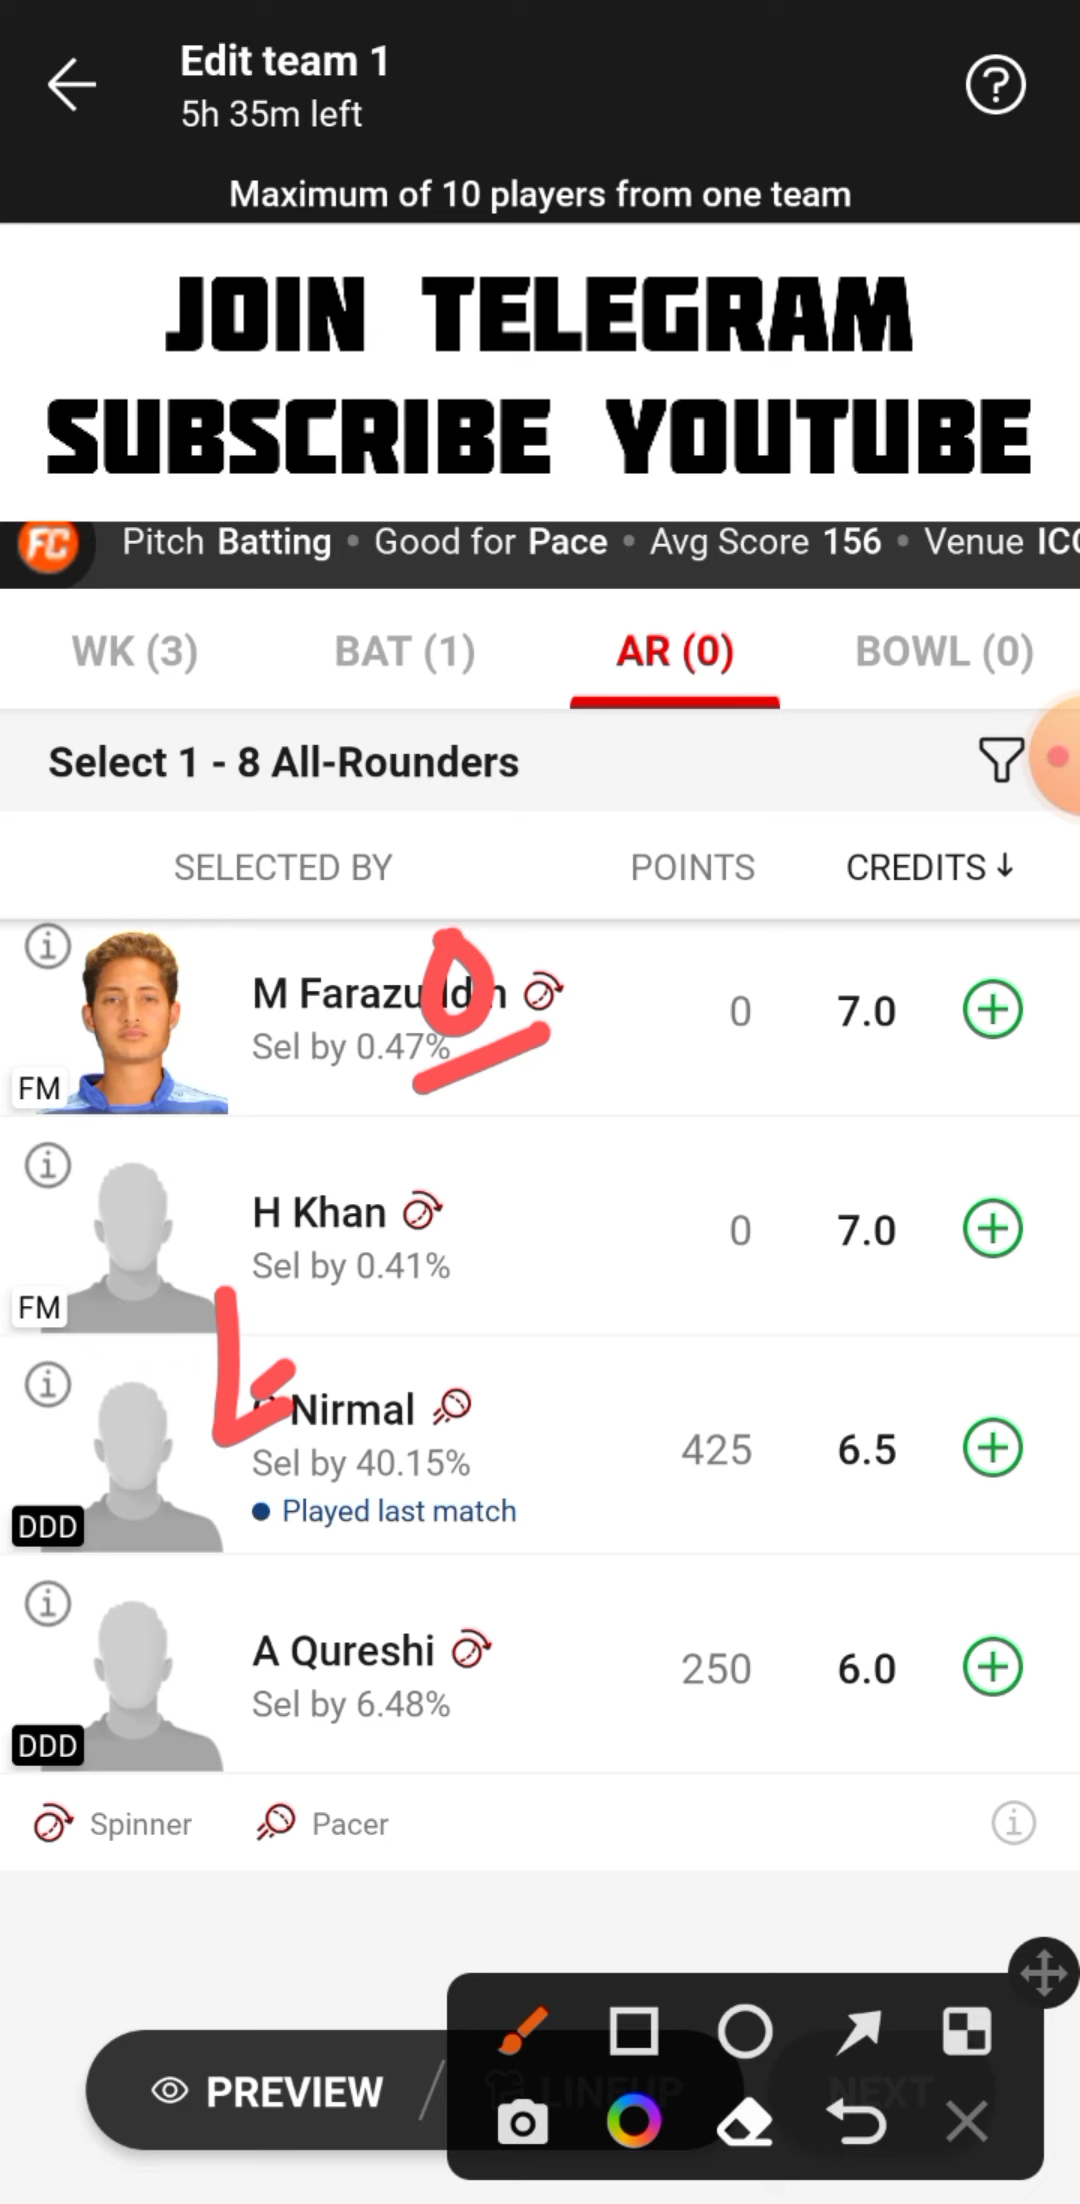 Edit team 1
5h 35m left
Maximum of 10 players from one team
JOIN TELEGRAM
SUBSCRIBE YOUTUBE
FC Pitch Batting • Good for Pace • Avg Score 156 • Venue ICC
WK (3) BAT (1) AR (0) BOWL (0)
Select 1 - 8 All-Rounders
SELECTED BY POINTS CREDITS ↓
M Farazuddin 0 7.0
Sel by 0.47%
FM
H Khan 0 7.0
Sel by 0.41%
FM
Nirmal 425 6.5
Sel by 40.15%
• Played last match
DDD
A Qureshi 250 6.0
Sel by 6.48%
DDD
Spinner Pacer
PREVIEW LINEUP NEXT